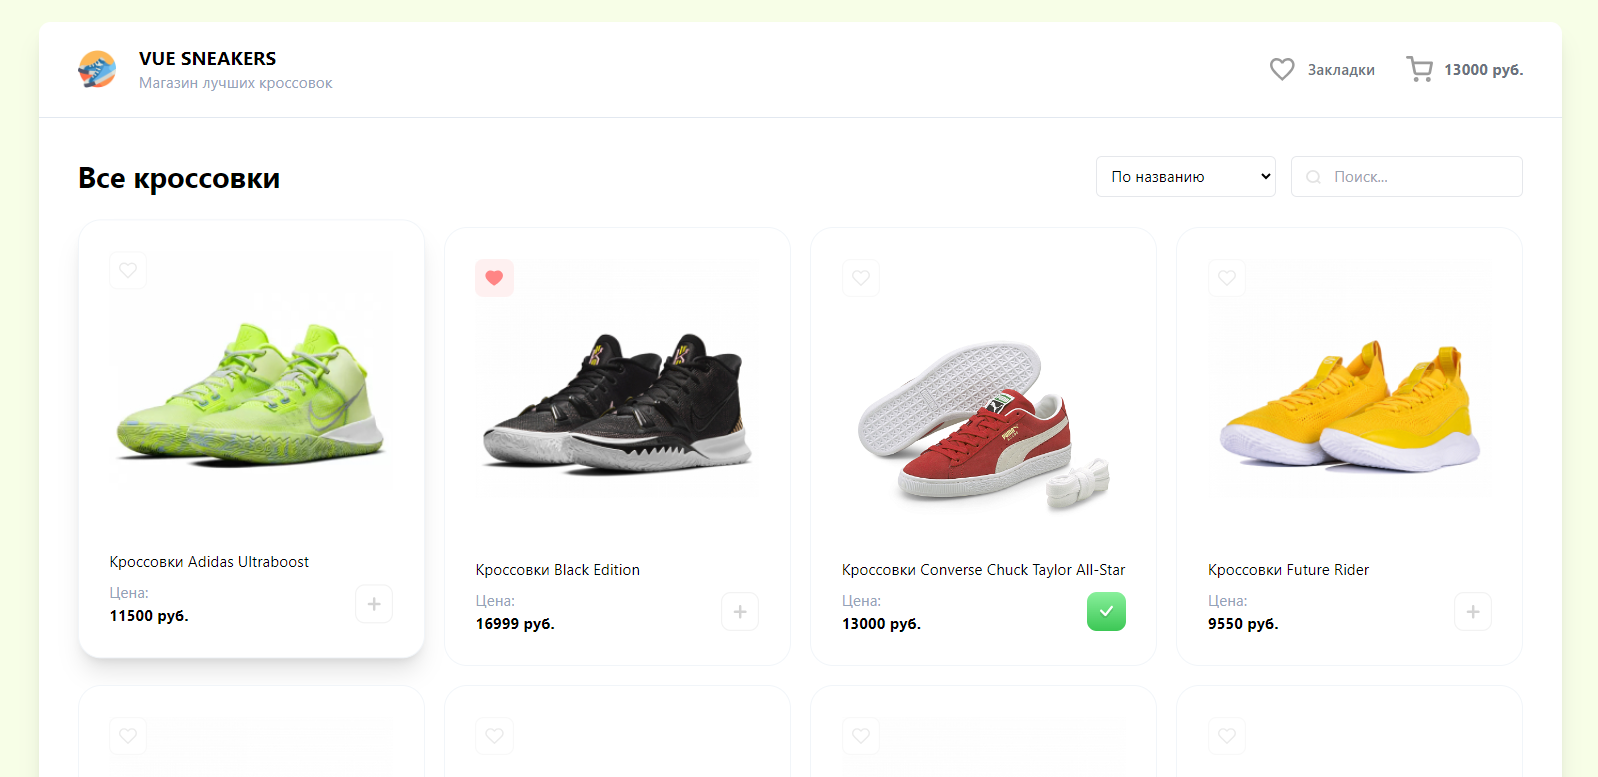 VUE SNEAKERS
Магазин лучших кроссовок
Закладки
13000 руб.
Все кроссовки
По названию
Поиск...
Кроссовки Adidas Ultraboost
Цена:
11500 руб.
Кроссовки Black Edition
Цена:
16999 руб.
Кроссовки Converse Chuck Taylor All-Star
Цена:
13000 руб.
Кроссовки Future Rider
Цена:
9550 руб.